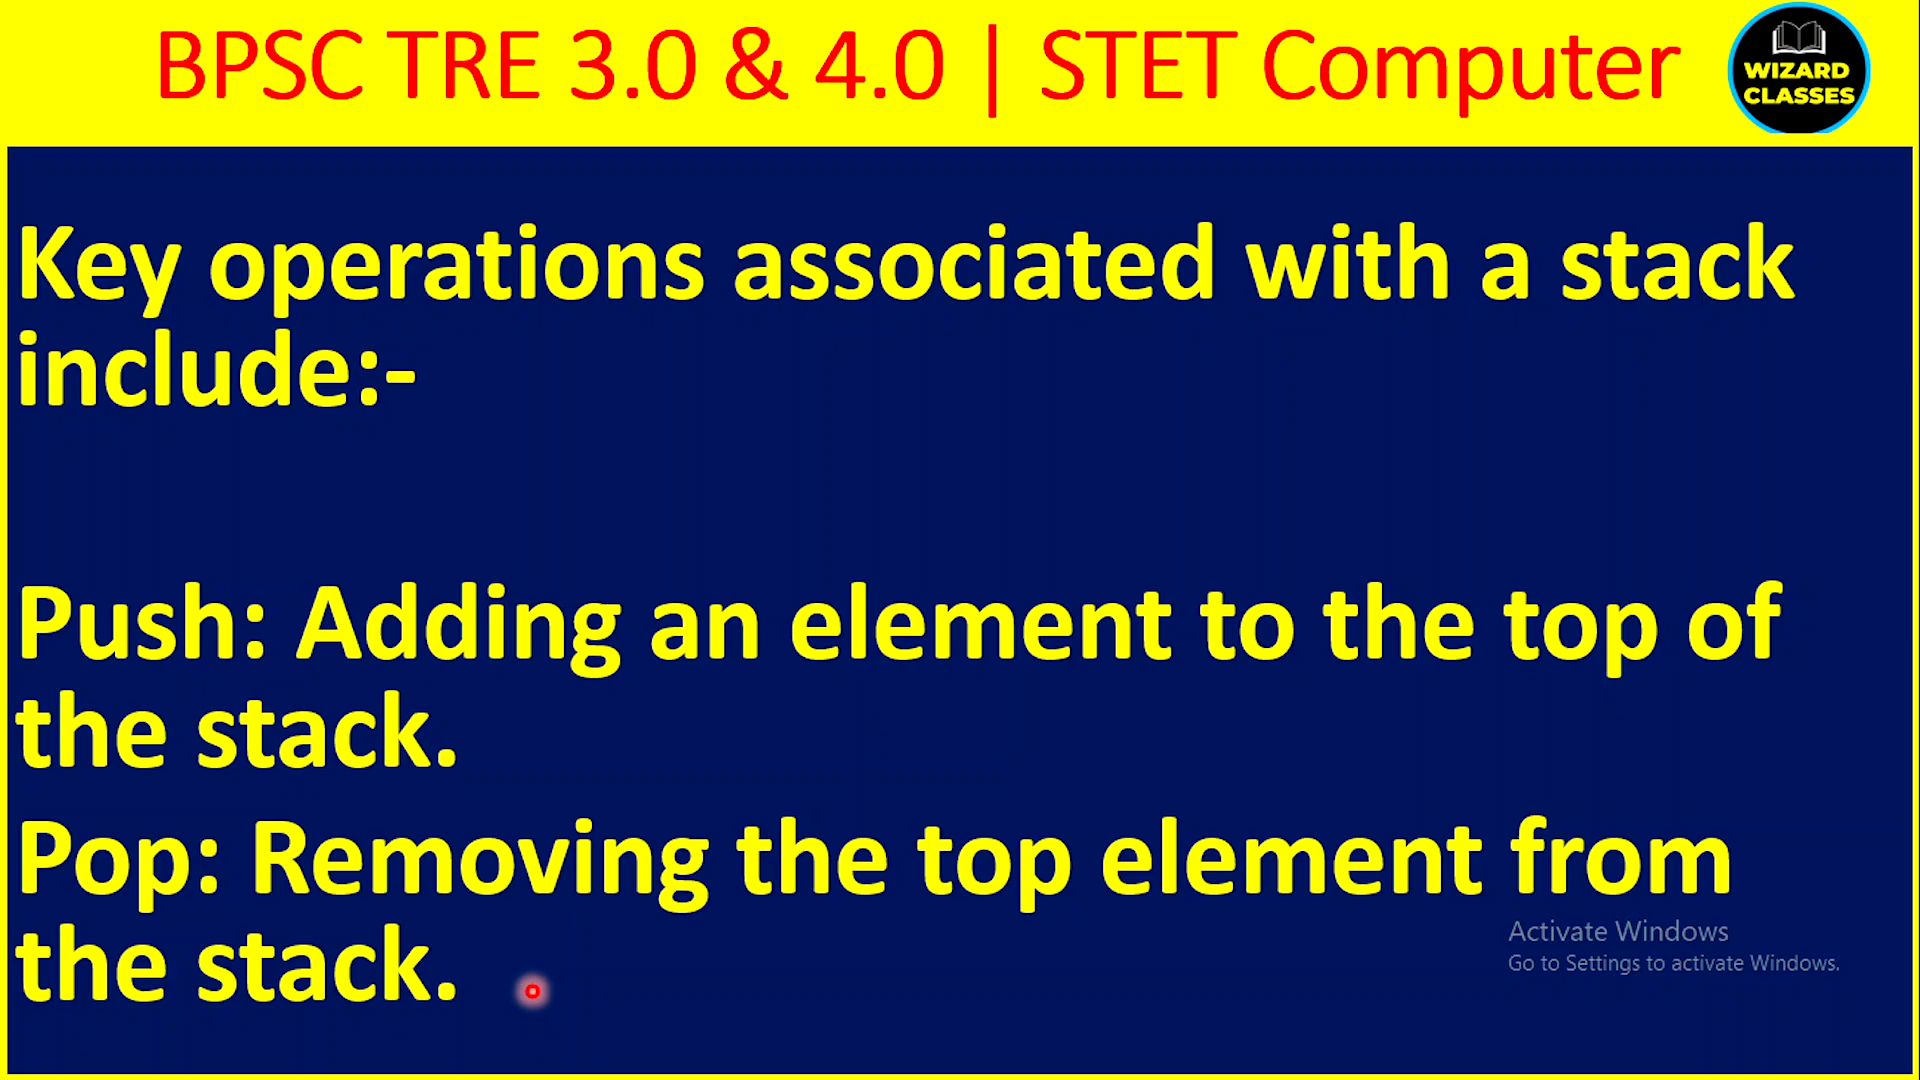 BPSC TRE 3.0 & 4.0 | STET Computer
WIZARD
CLASSES
Key operations associated with a stack
include:-
Push: Adding an element to the top of
the stack.
Pop: Removing the top element from
the stack.
Activate Windows
Go to Settings to activate Windows.